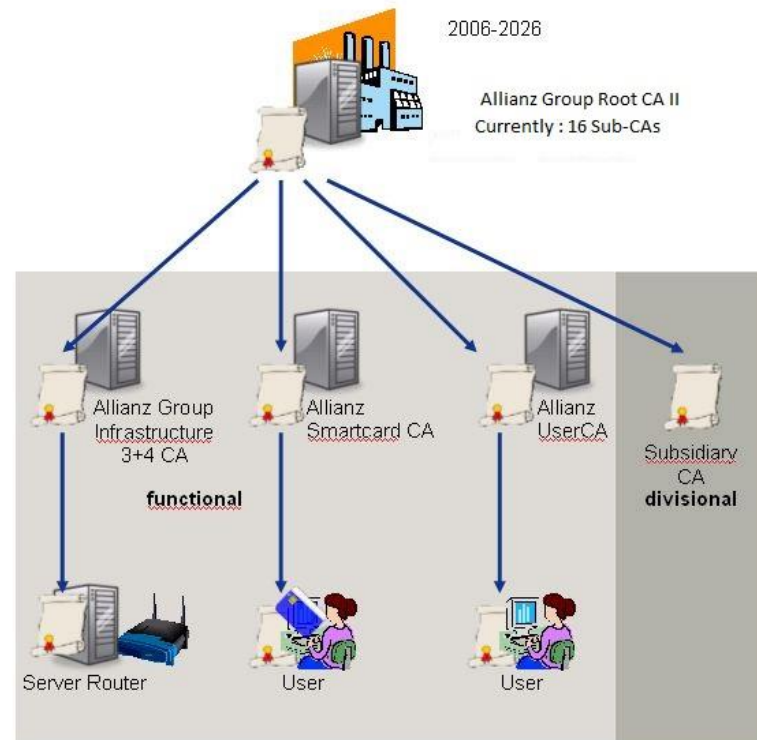 2006-2026
Allianz Group Root CA II
Currently : 16 Sub-CAs
Allianz Group
Infrastructure
3+4 CA
Allianz
Smartcard CA
Allianz
UserCA
Subsidiary
CA
divisional
functional
Server Router
User
User